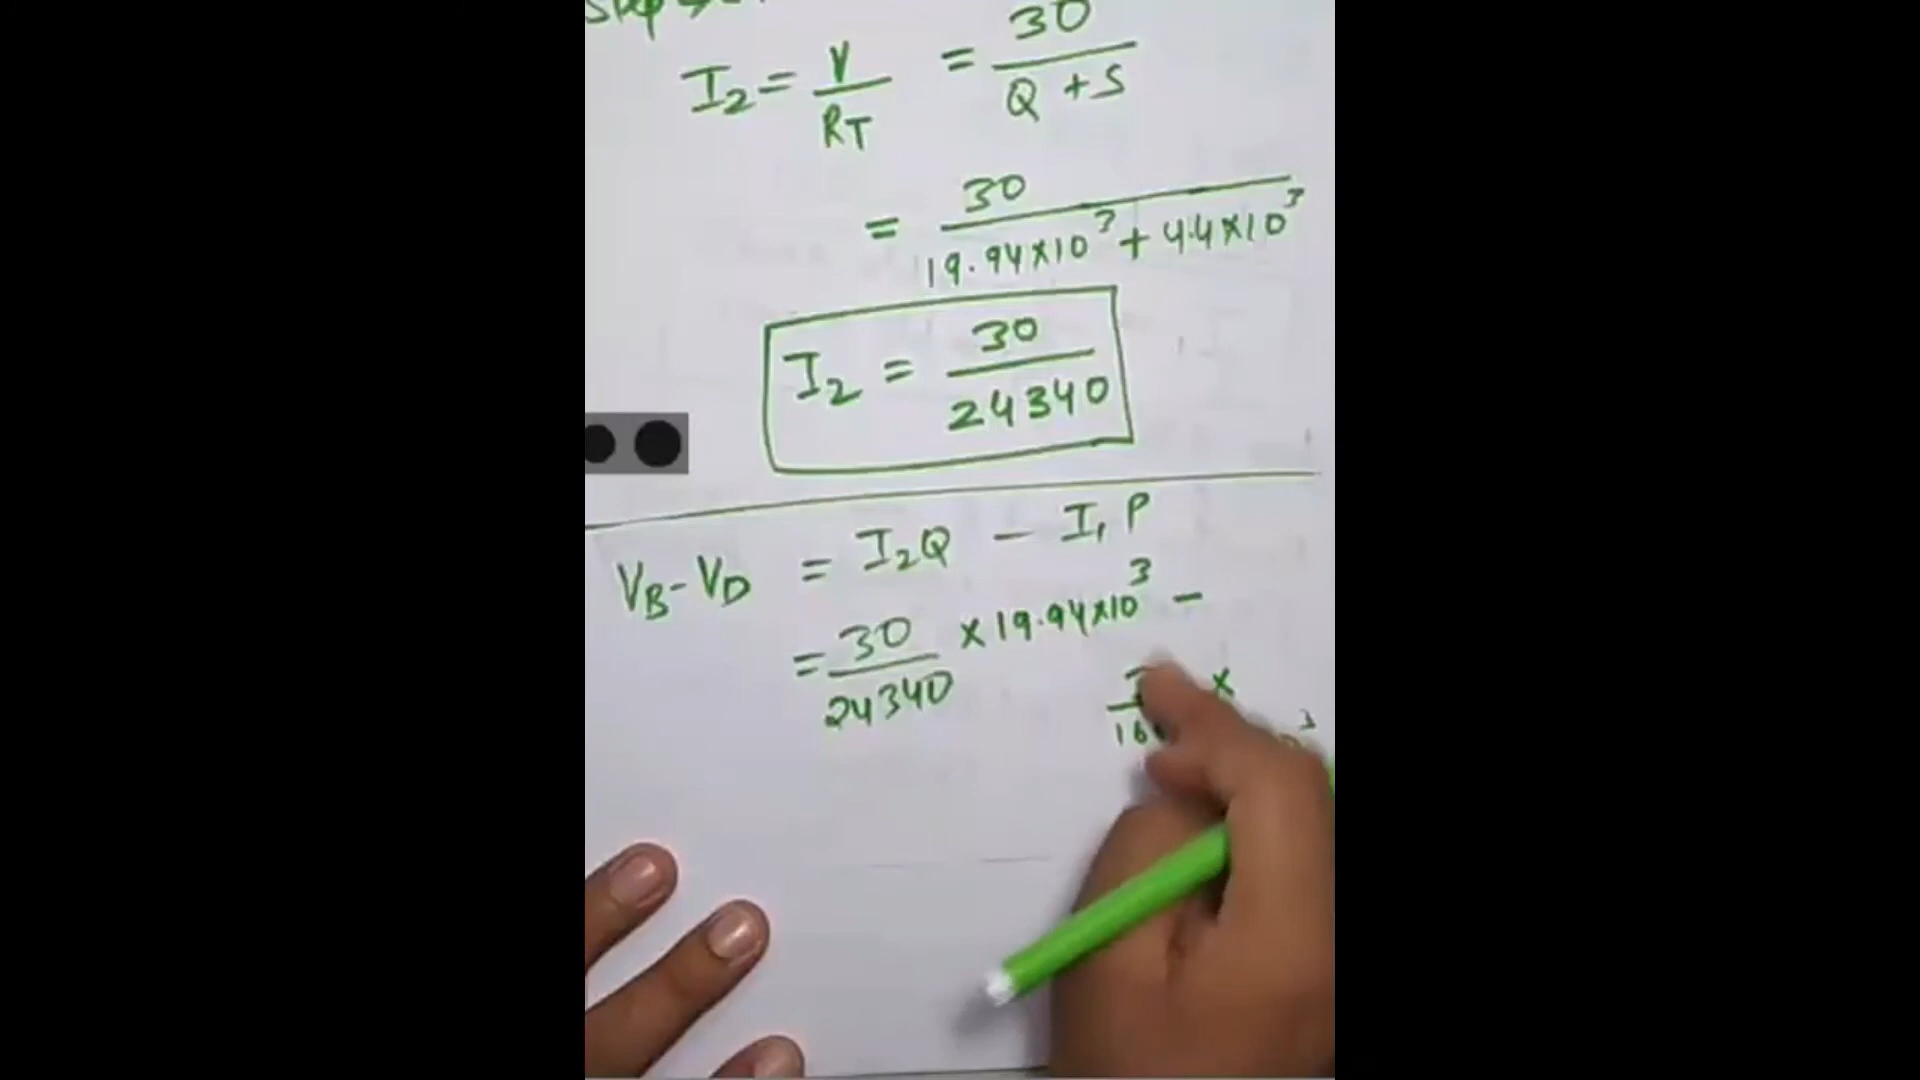 I2 = V/RT = 30/(Q + S)
= 30/(19.94×10³ + 4.4×10³)
I2 = 30/24340
VB - VD = I2Q - I1P
= 30/24340 × 19.94×10³ -
×